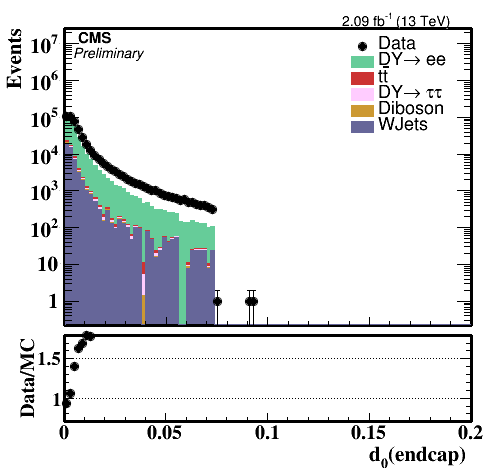 2.09 fb⁻¹ (13 TeV)
CMS
Preliminary
Data
DY→ ee
tt̄
DY→ ττ
Diboson
WJets
Events
10⁷
10⁶
10⁵
10⁴
10³
10²
10
1
Data/MC
1.5
1
0 0.05 0.1 0.15 0.2
d₀(endcap)